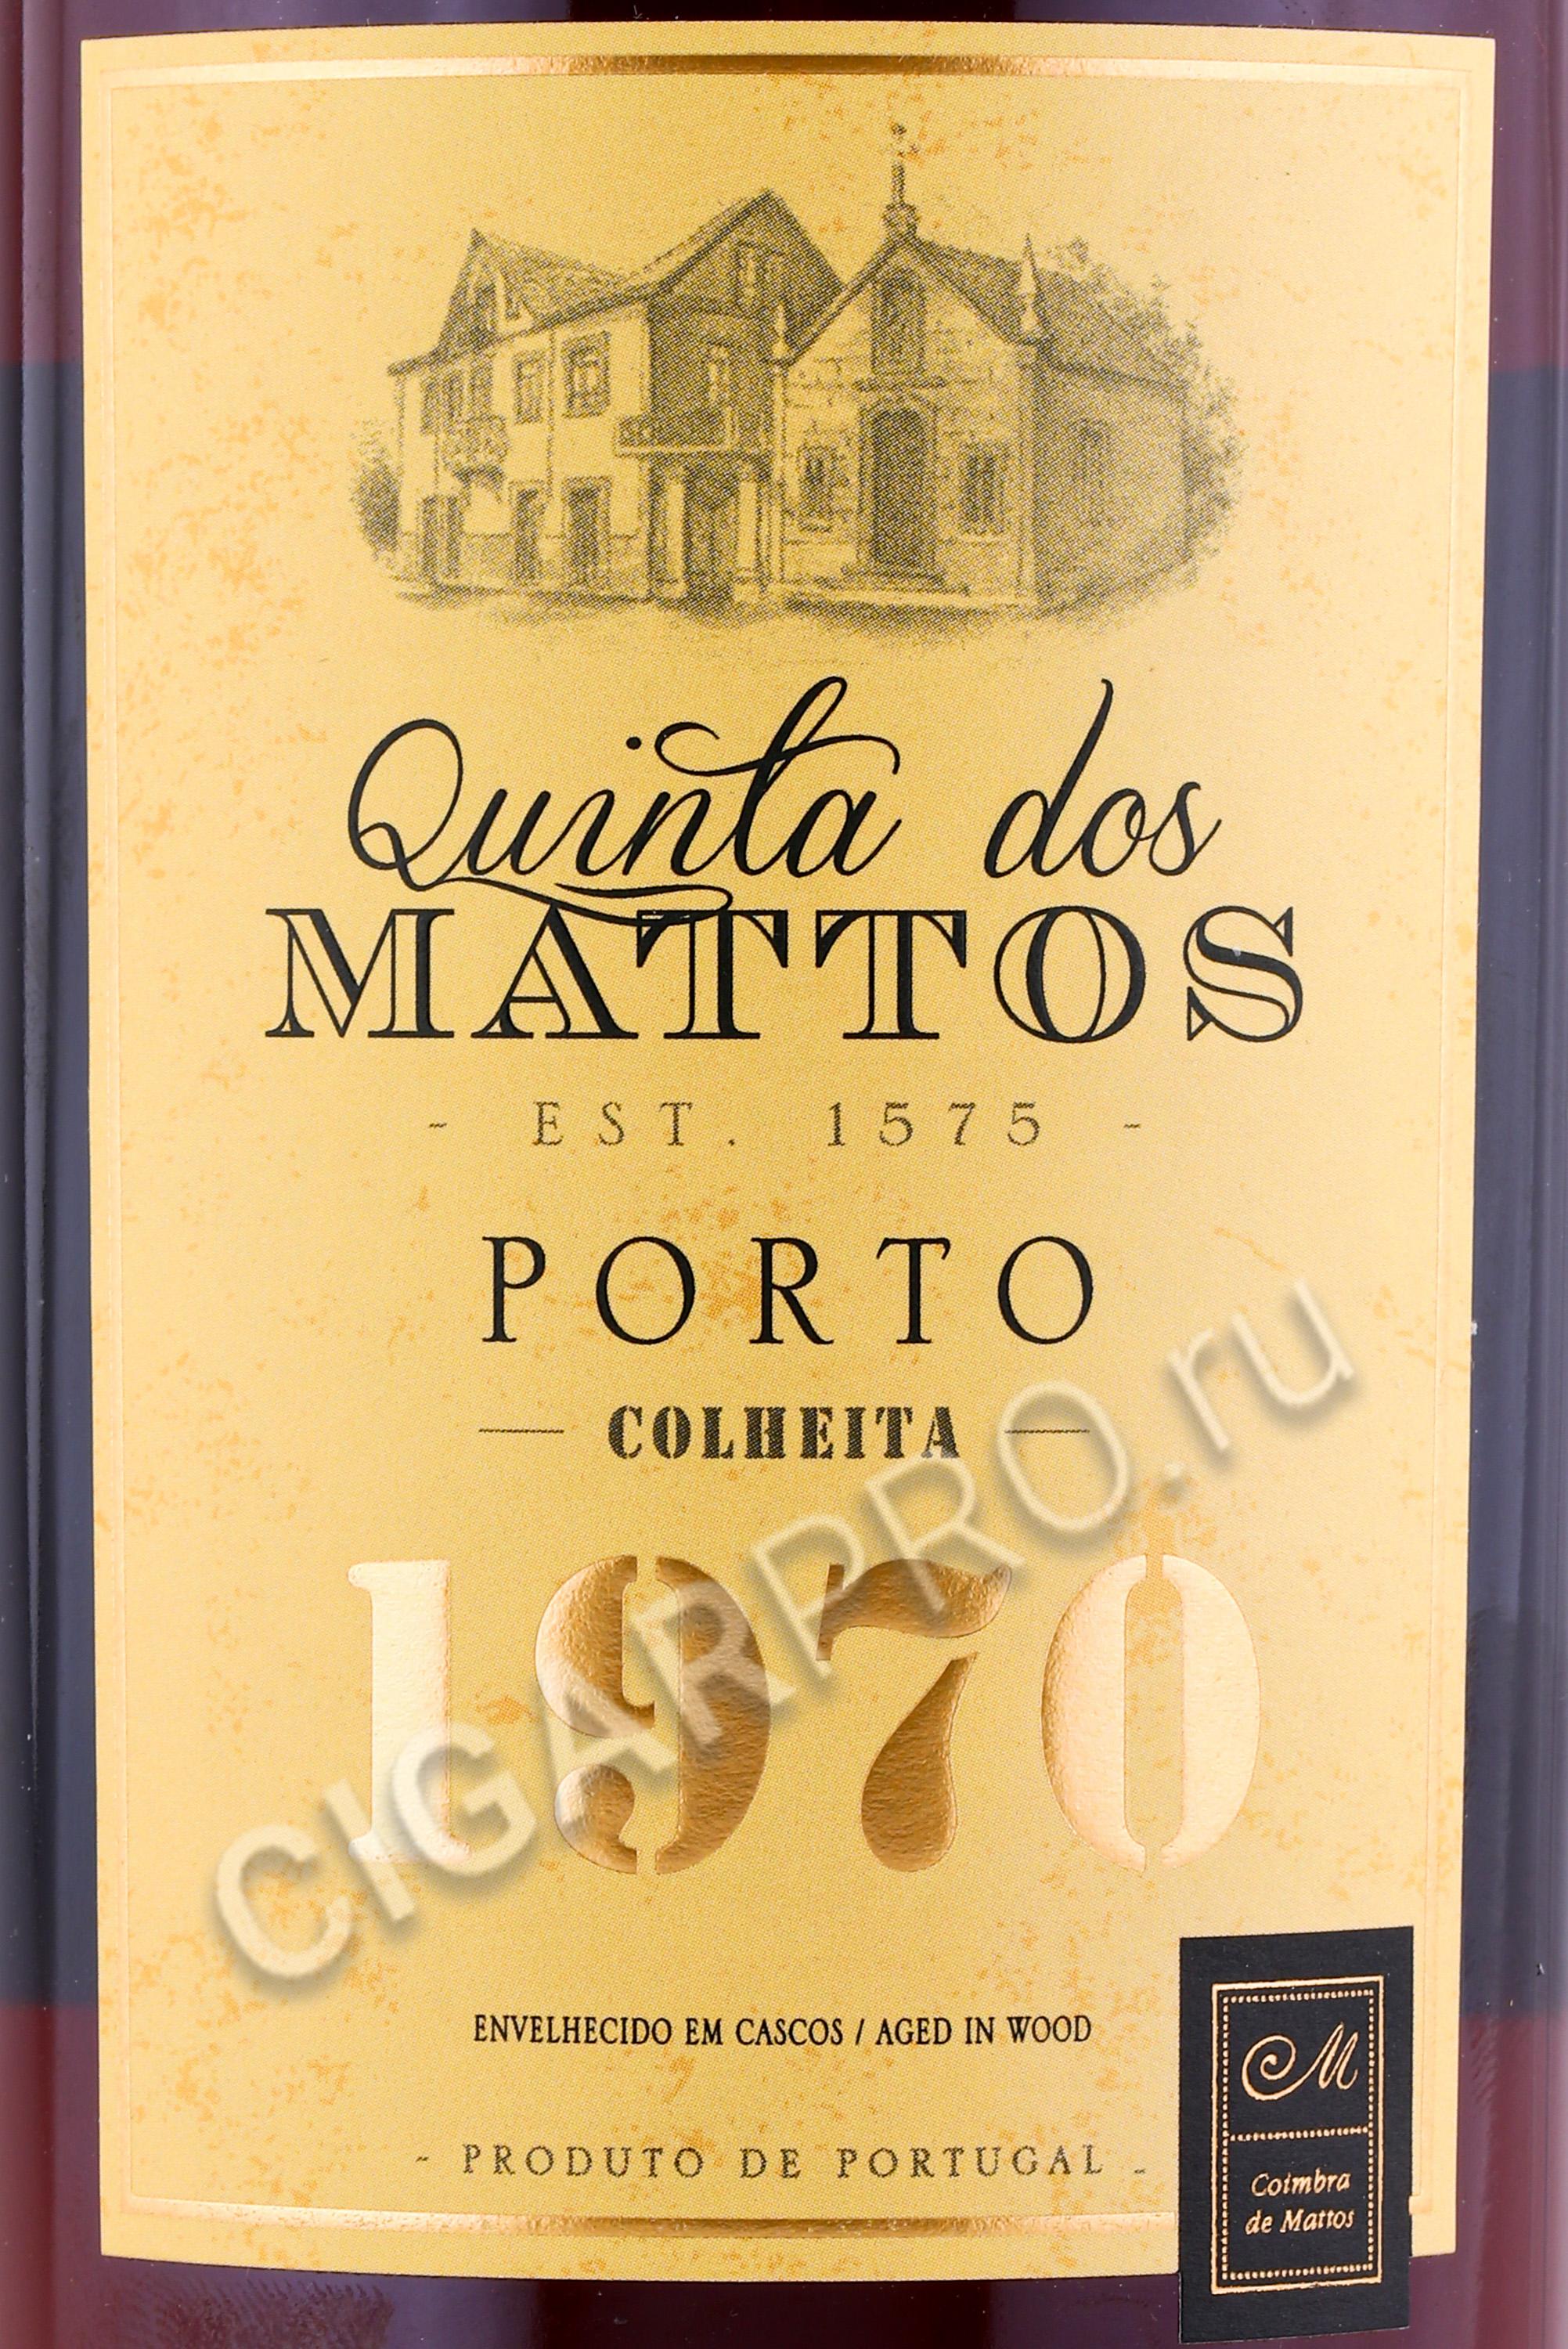 Quinta dos
MATTOS
- EST. 1575 -
PORTO
COLHEITA
1970
CIGARPRO.ru
ENVELHECIDO EM CASCOS / AGED IN WOOD
- PRODUTO DE PORTUGAL -
M
Coimbra
de Mattos